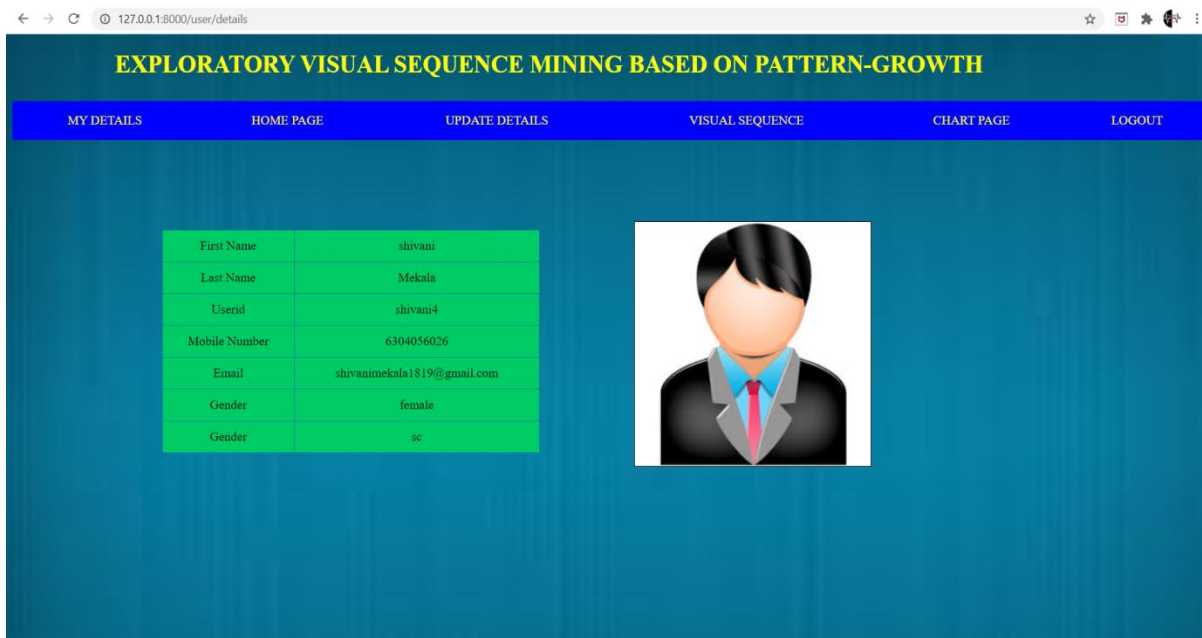 127.0.0.1:8000/user/details
EXPLORATORY VISUAL SEQUENCE MINING BASED ON PATTERN-GROWTH
MY DETAILS HOME PAGE UPDATE DETAILS VISUAL SEQUENCE CHART PAGE LOGOUT
First Name shivani
Last Name Mekala
Userid shivani4
Mobile Number 6304056026
Email shivanimekala1819@gmail.com
Gender female
Gender sc